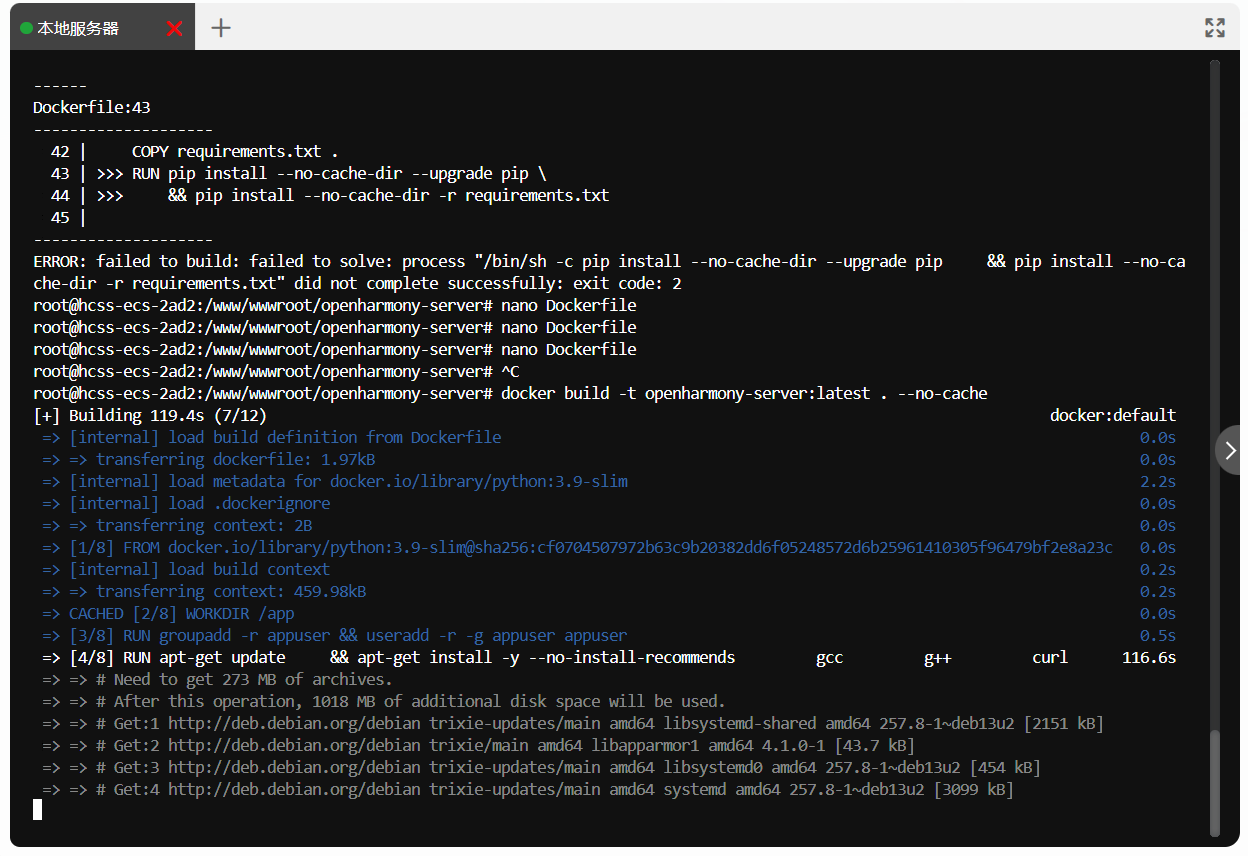 本地服务器
------
Dockerfile:43
--------------------
42 |     COPY requirements.txt .
43 | >>> RUN pip install --no-cache-dir --upgrade pip \
44 | >>>     && pip install --no-cache-dir -r requirements.txt
45 |
--------------------
ERROR: failed to build: failed to solve: process "/bin/sh -c pip install --no-cache-dir --upgrade pip     && pip install --no-ca
che-dir -r requirements.txt" did not complete successfully: exit code: 2
root@hcss-ecs-2ad2:/www/wwwroot/openharmony-server# nano Dockerfile
root@hcss-ecs-2ad2:/www/wwwroot/openharmony-server# nano Dockerfile
root@hcss-ecs-2ad2:/www/wwwroot/openharmony-server# nano Dockerfile
root@hcss-ecs-2ad2:/www/wwwroot/openharmony-server# ^C
root@hcss-ecs-2ad2:/www/wwwroot/openharmony-server# docker build -t openharmony-server:latest . --no-cache
[+] Building 119.4s (7/12) docker:default
=> [internal] load build definition from Dockerfile 0.0s
=> => transferring dockerfile: 1.97kB 0.0s
=> [internal] load metadata for docker.io/library/python:3.9-slim 2.2s
=> [internal] load .dockerignore 0.0s
=> => transferring context: 2B 0.0s
=> [1/8] FROM docker.io/library/python:3.9-slim@sha256:cf0704507972b63c9b20382dd6f05248572d6b25961410305f96479bf2e8a23c 0.0s
=> [internal] load build context 0.2s
=> => transferring context: 459.98kB 0.2s
=> CACHED [2/8] WORKDIR /app 0.0s
=> [3/8] RUN groupadd -r appuser && useradd -r -g appuser appuser 0.5s
=> [4/8] RUN apt-get update     && apt-get install -y --no-install-recommends         gcc         g++         curl 116.6s
=> => # Need to get 273 MB of archives.
=> => # After this operation, 1018 MB of additional disk space will be used.
=> => # Get:1 http://deb.debian.org/debian trixie-updates/main amd64 libsystemd-shared amd64 257.8-1~deb13u2 [2151 kB]
=> => # Get:2 http://deb.debian.org/debian trixie/main amd64 libapparmor1 amd64 4.1.0-1 [43.7 kB]
=> => # Get:3 http://deb.debian.org/debian trixie-updates/main amd64 libsystemd0 amd64 257.8-1~deb13u2 [454 kB]
=> => # Get:4 http://deb.debian.org/debian trixie-updates/main amd64 systemd amd64 257.8-1~deb13u2 [3099 kB]